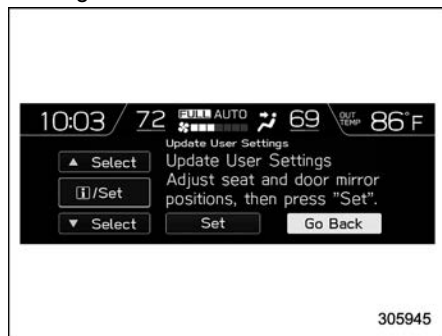 10:03 72 FULL AUTO 69 OUT TEMP 86°F
Update User Settings
▲ Select Update User Settings
Adjust seat and door mirror
i/Set positions, then press "Set".
▼ Select Set Go Back
305945